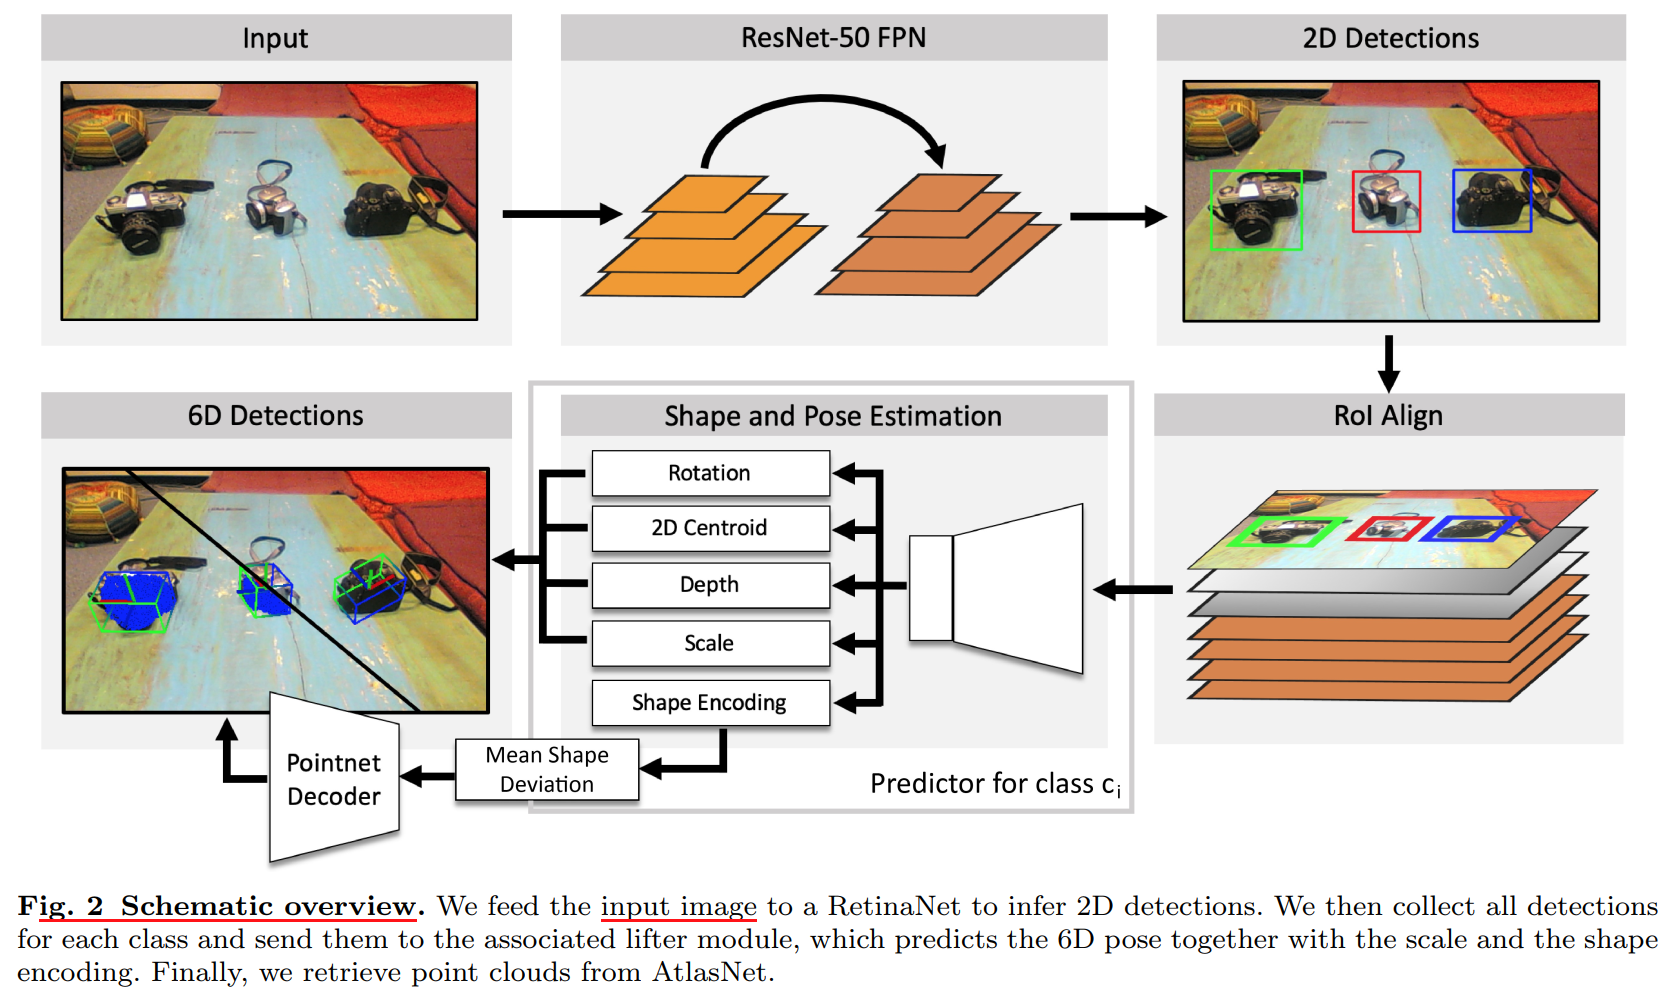 Input
ResNet-50 FPN
2D Detections
6D Detections
Shape and Pose Estimation
RoI Align
Rotation
2D Centroid
Depth
Scale
Shape Encoding
Mean Shape
Deviation
Pointnet
Decoder
Predictor for class ci
Fig. 2 Schematic overview. We feed the input image to a RetinaNet to infer 2D detections. We then collect all detections
for each class and send them to the associated lifter module, which predicts the 6D pose together with the scale and the shape
encoding. Finally, we retrieve point clouds from AtlasNet.